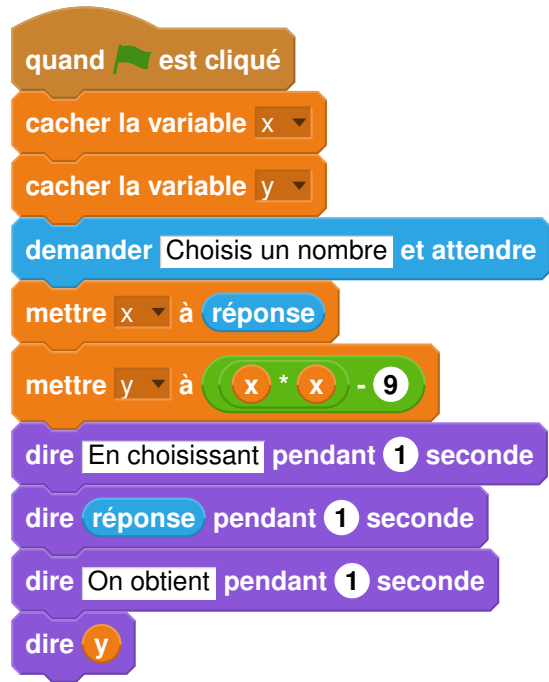 quand est cliqué
cacher la variable x
cacher la variable y
demander Choisis un nombre et attendre
mettre x à réponse
mettre y à x * x - 9
dire En choisissant pendant 1 seconde
dire réponse pendant 1 seconde
dire On obtient pendant 1 seconde
dire y